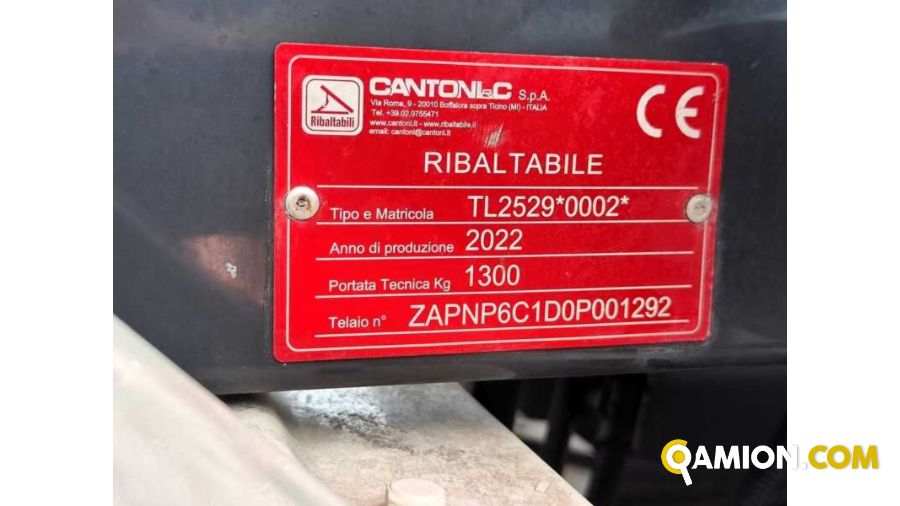 CANTONI&C S.p.A.
Via Roma, 9 - 20010 Boffalora sopra Ticino (MI) - ITALIA
Tel. +39.02.9755471
www.cantoni.it - www.ribaltabile.it
email: cantoni@cantoni.it
Ribaltabili
CE
RIBALTABILE
Tipo e Matricola TL2529*0002*
Anno di produzione 2022
Portata Tecnica Kg 1300
Telaio n° ZAPNP6C1D0P001292
QAMION.COM